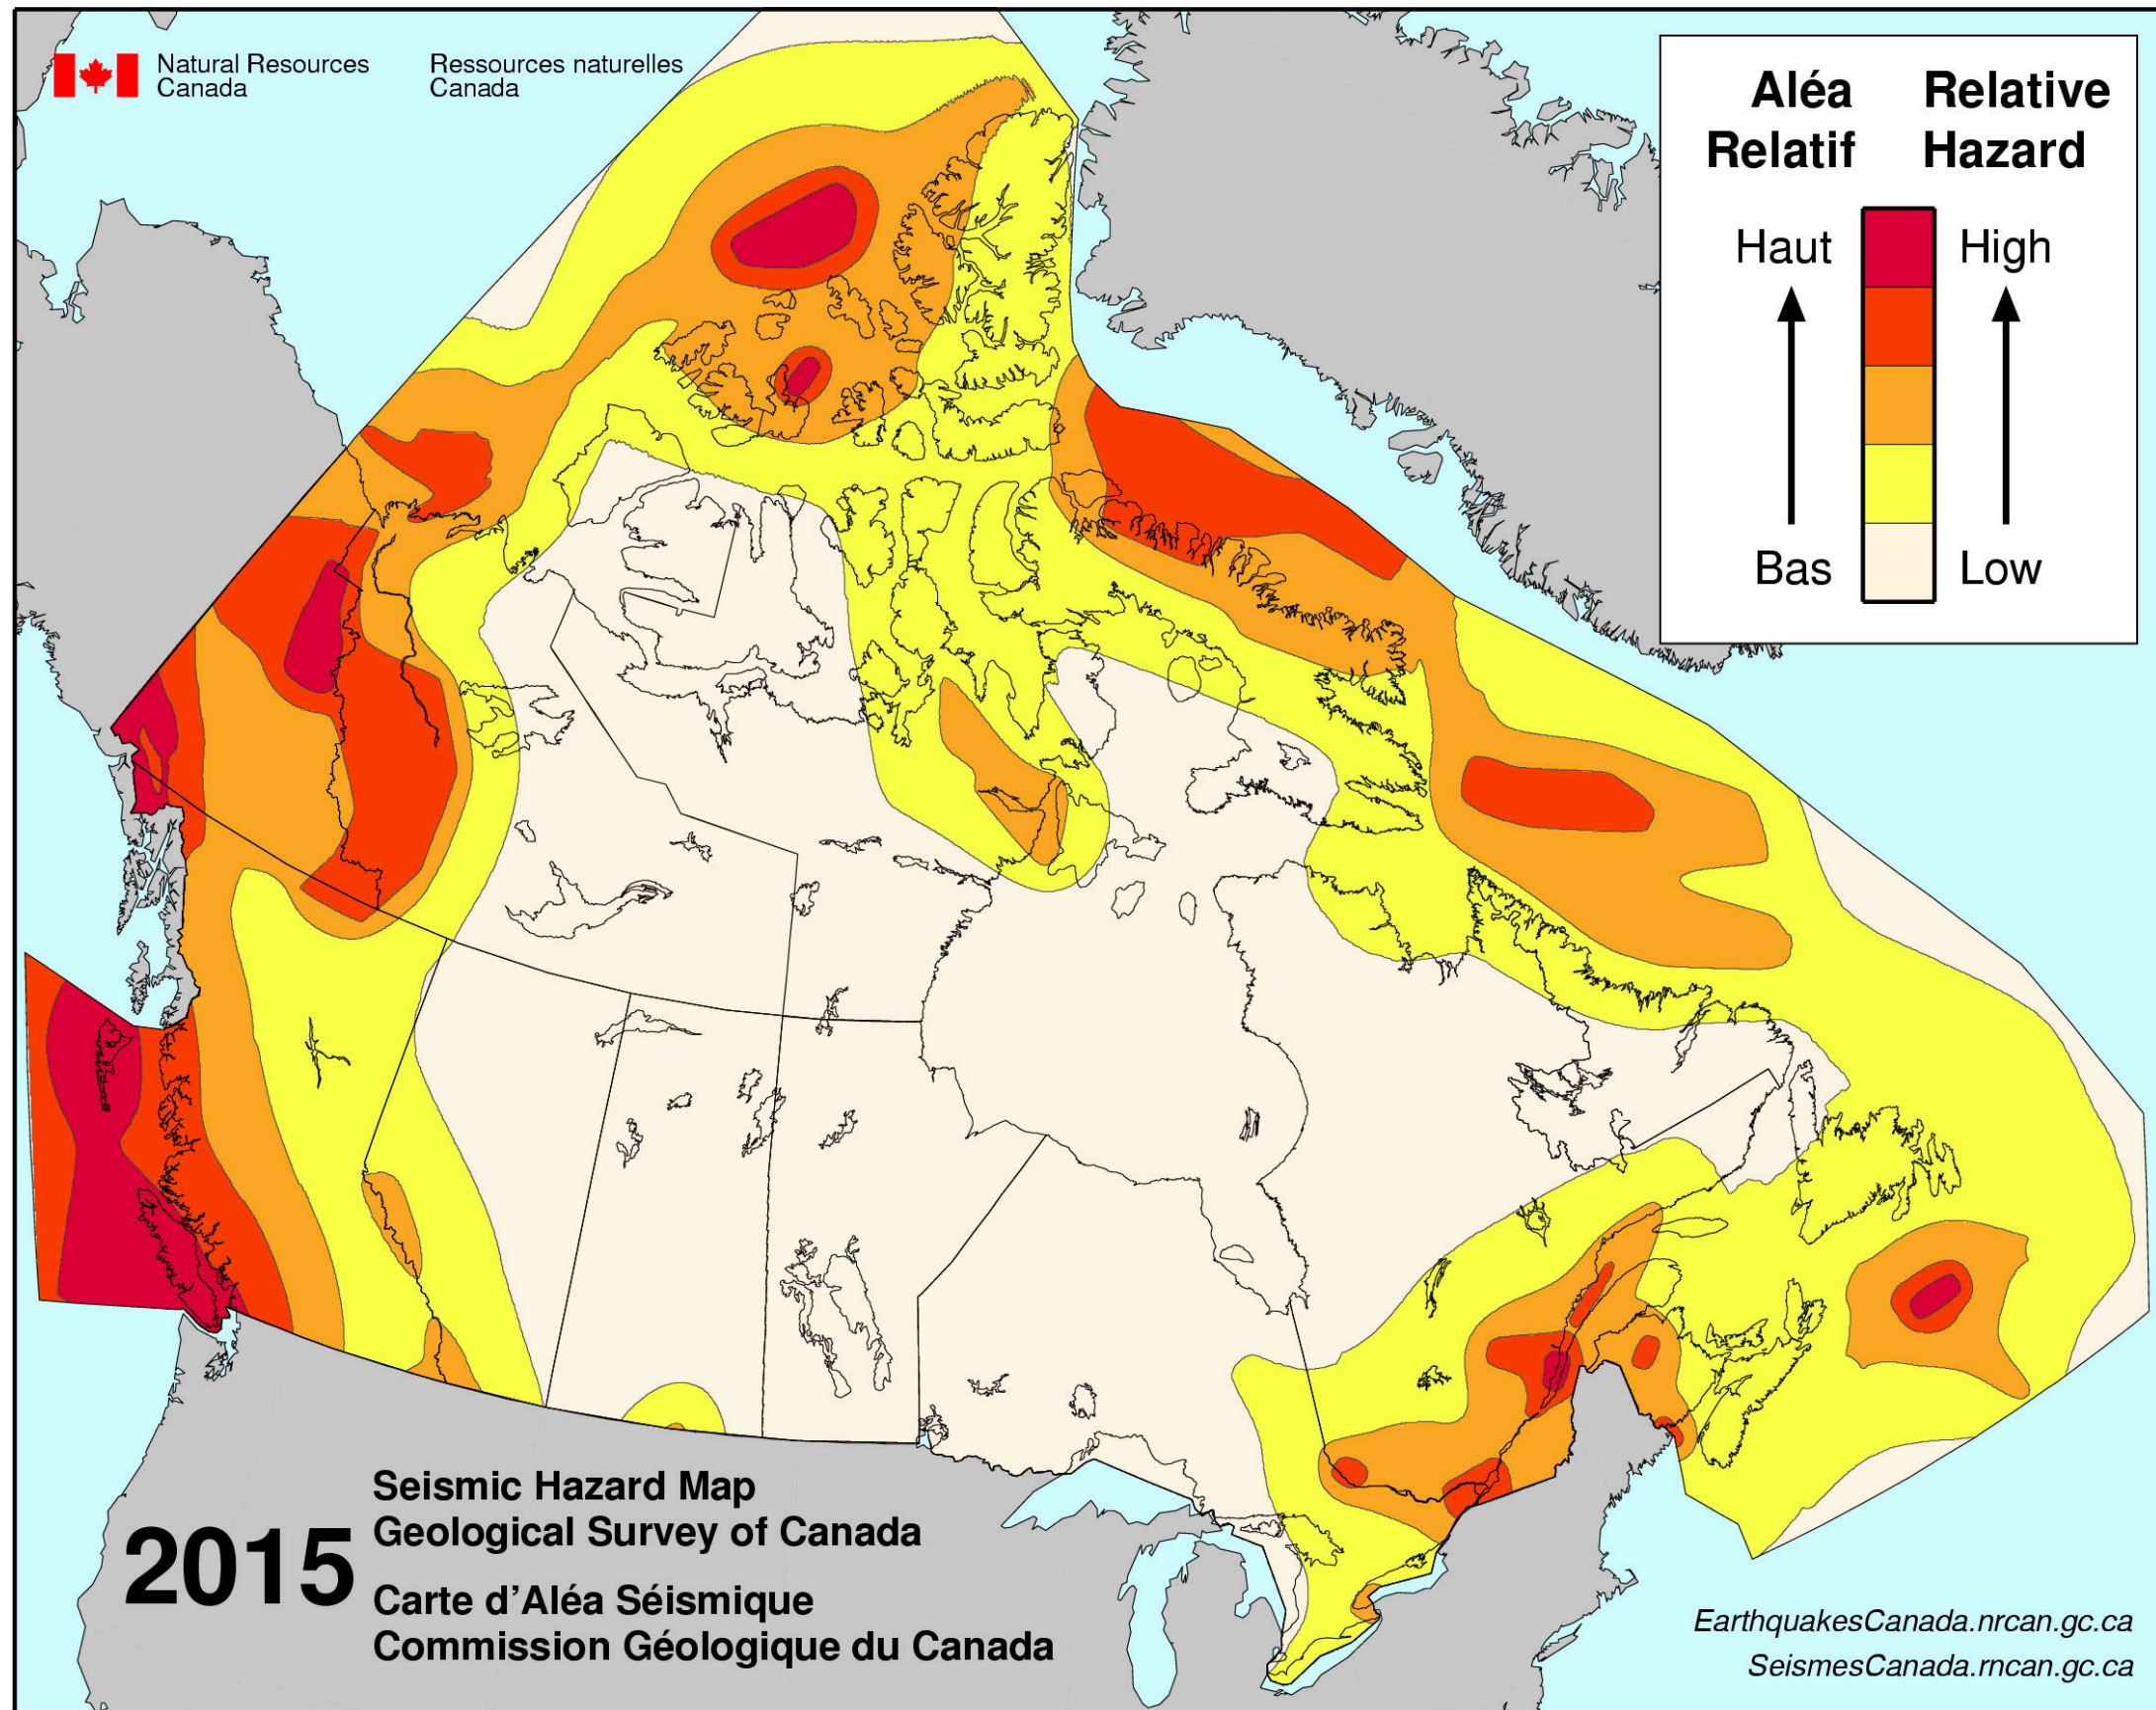 Natural Resources
Canada
Ressources naturelles
Canada
Aléa
Relatif
Relative
Hazard
Haut
High
Bas
Low
2015
Seismic Hazard Map
Geological Survey of Canada
Carte d'Aléa Séismique
Commission Géologique du Canada
EarthquakesCanada.nrcan.gc.ca
SeismesCanada.rncan.gc.ca